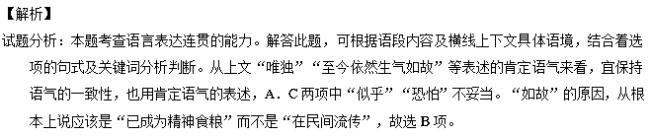 【解析】
试题分析：本题考查语言表达连贯的能力。解答此题，可根据语段内容及横线上下文具体语境，结合着选
项的句式及关键词分析判断。从上文“唯独”“至今依然生气如故”等表述的肯定语气来看，宜保持
语气的一致性，也用肯定语气的表述，A．C两项中“似乎”“恐怕”不妥当。“如故”的原因，从根
本上说应该是“已成为精神食粮”而不是“在民间流传”，故选 B 项。